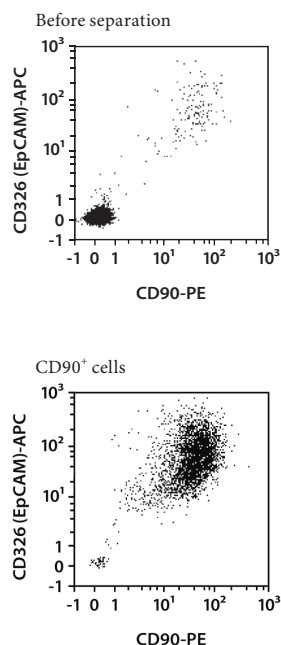 Before separation
10³
10²
10¹
1
0
-1
CD326 (EpCAM)-APC
-1 0 1 10¹ 10² 10³
CD90-PE
CD90⁺ cells
10³
10²
10¹
1
0
-1
CD326 (EpCAM)-APC
-1 0 1 10¹ 10² 10³
CD90-PE